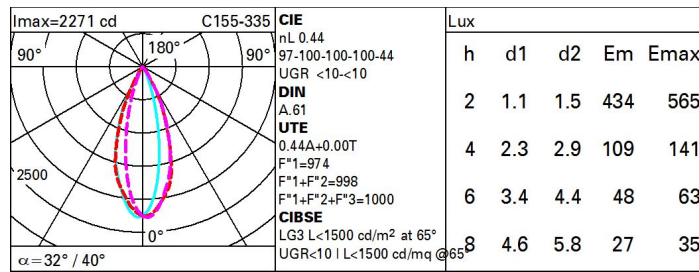 Imax=2271 cd C155-335
90° 180° 90°
2500
0°
α=32° / 40°
CIE
nL 0.44
97-100-100-100-44
UGR <10-<10
DIN
A.61
UTE
0.44A+0.00T
F"1=974
F"1+F"2=998
F"1+F"2+F"3=1000
CIBSE
LG3 L<1500 cd/m² at 65°
UGR<10 | L<1500 cd/mq @65°
Lux
h d1 d2 Em Emax
2 1.1 1.5 434 565
4 2.3 2.9 109 141
6 3.4 4.4 48 63
8 4.6 5.8 27 35